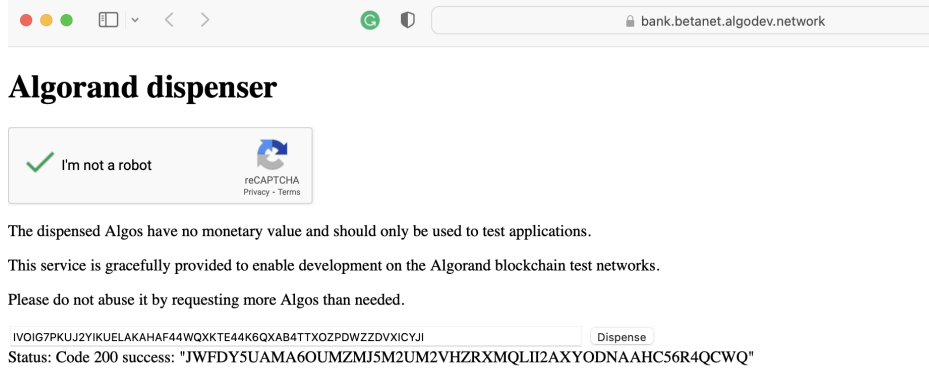 bank.betanet.algodev.network
Algorand dispenser
I'm not a robot
reCAPTCHA
Privacy - Terms
The dispensed Algos have no monetary value and should only be used to test applications.
This service is gracefully provided to enable development on the Algorand blockchain test networks.
Please do not abuse it by requesting more Algos than needed.
IVOIG7PKUJ2YIKUELAKAHAF44WQXKTE44K6QXAB4TTXOZPDWZZDVXICYJI Dispense
Status: Code 200 success: "JWFDY5UAMA6OUMZMJ5M2UM2VHZRXMQLII2AXYODNAAHC56R4QCWQ"